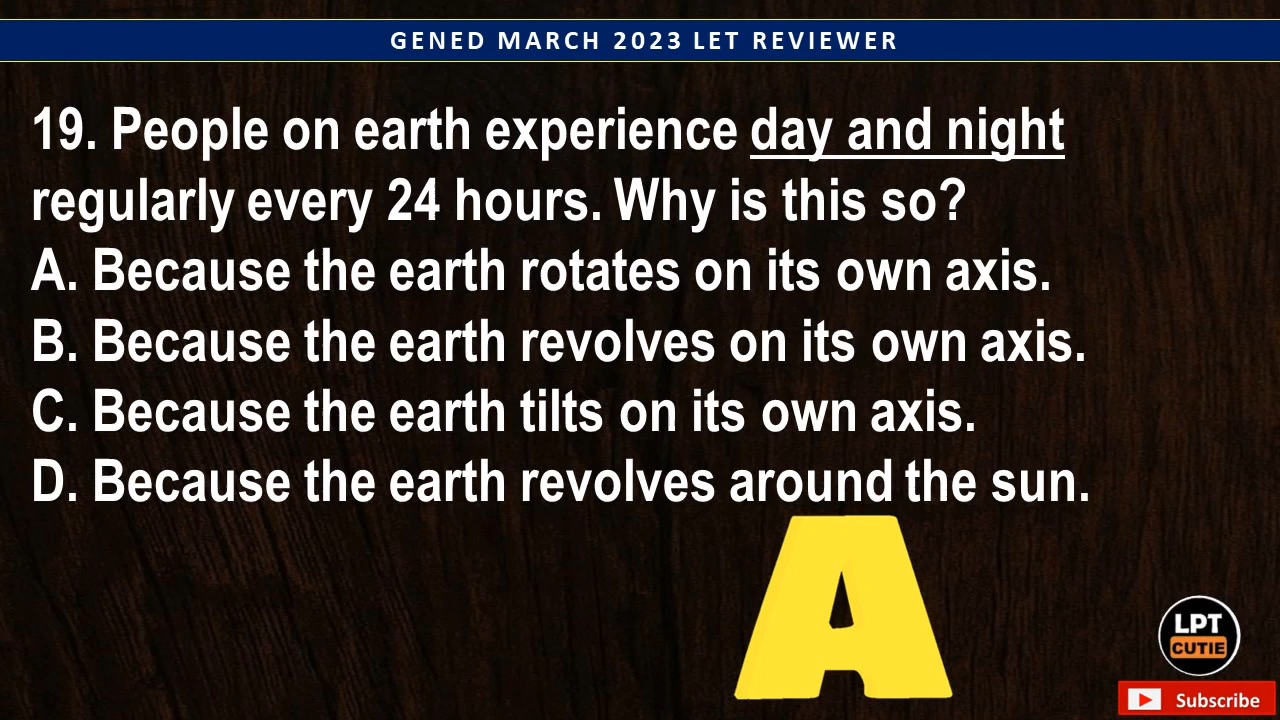 GENED MARCH 2023 LET REVIEWER
19. People on earth experience day and night
regularly every 24 hours. Why is this so?
A. Because the earth rotates on its own axis.
B. Because the earth revolves on its own axis.
C. Because the earth tilts on its own axis.
D. Because the earth revolves around the sun.
A
LPT
CUTIE
Subscribe